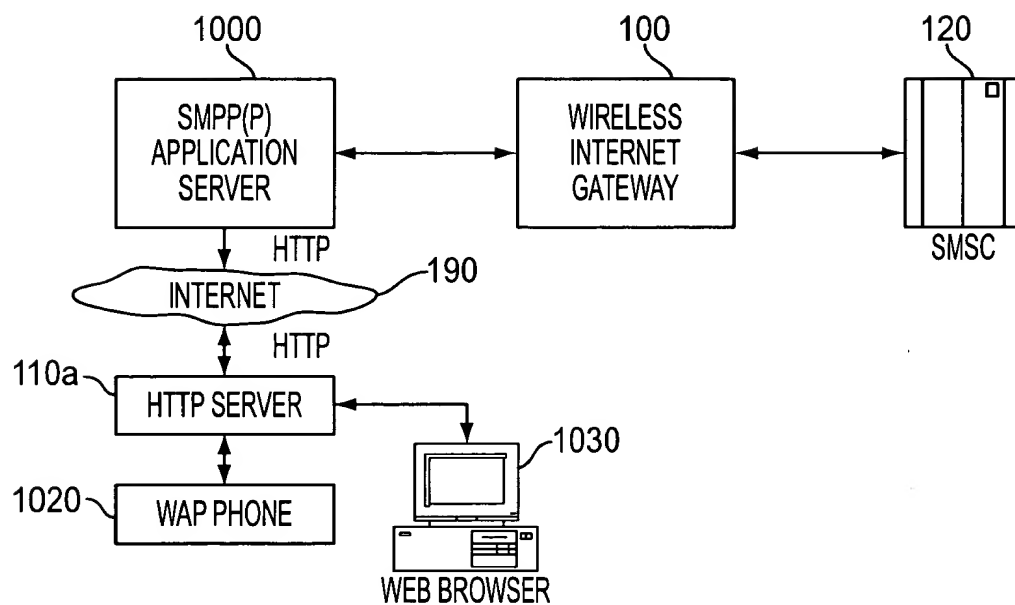 1000
100
120
SMPP(P)
APPLICATION
SERVER
WIRELESS
INTERNET
GATEWAY
SMSC
HTTP
INTERNET
190
HTTP
110a
HTTP SERVER
1030
1020
WAP PHONE
WEB BROWSER